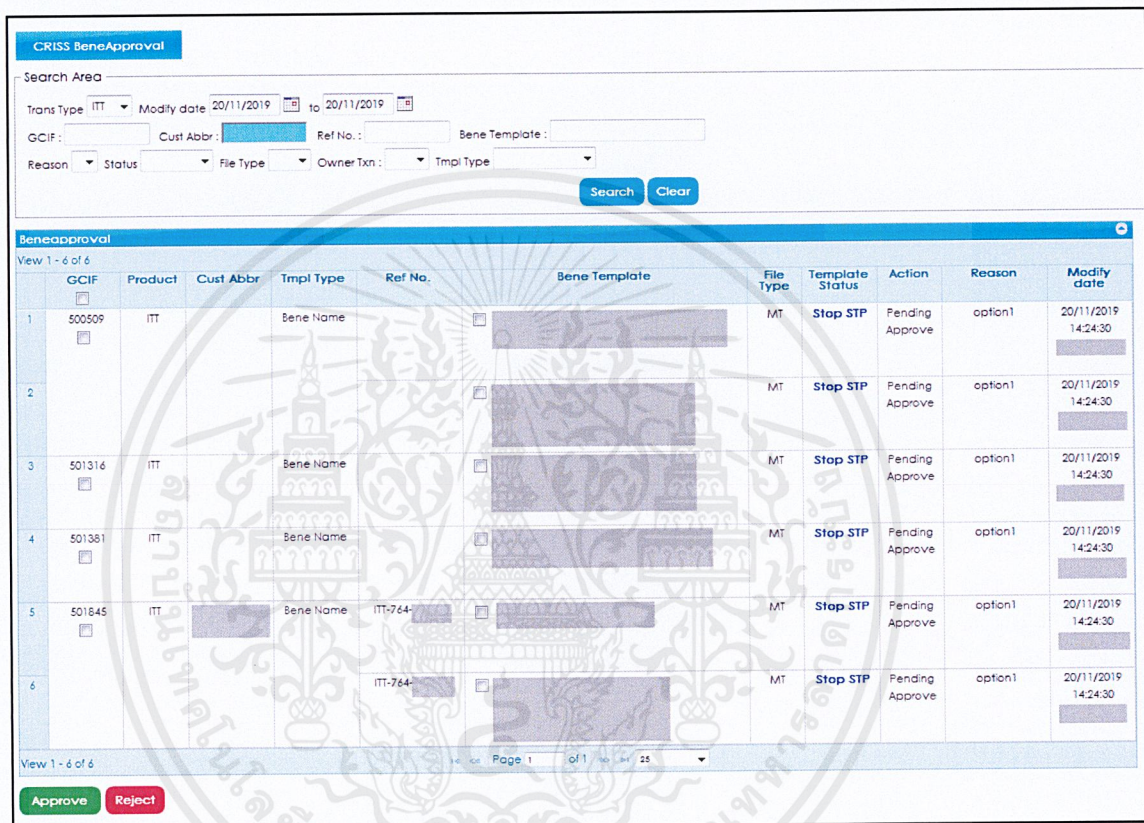 CRISS BeneApproval
Search Area
Trans Type ITT Modify date 20/11/2019 to 20/11/2019
GCIF : Cust Abbr : Ref No. : Bene Template :
Reason Status File Type Owner Txn : Tmpl Type
Search Clear
Beneapproval
View 1 - 6 of 6
GCIF Product Cust Abbr Tmpl Type Ref No. Bene Template File Type Template Status Action Reason Modify date
1 500509 ITT Bene Name MT Stop STP Pending Approve option1 20/11/2019 14:24:30
2 MT Stop STP Pending Approve option1 20/11/2019 14:24:30
3 501316 ITT Bene Name MT Stop STP Pending Approve option1 20/11/2019 14:24:30
4 501381 ITT Bene Name MT Stop STP Pending Approve option1 20/11/2019 14:24:30
5 501845 ITT Bene Name ITT-764- MT Stop STP Pending Approve option1 20/11/2019 14:24:30
6 ITT-764- MT Stop STP Pending Approve option1 20/11/2019 14:24:30
View 1 - 6 of 6 Page 1 of 1 25
Approve Reject